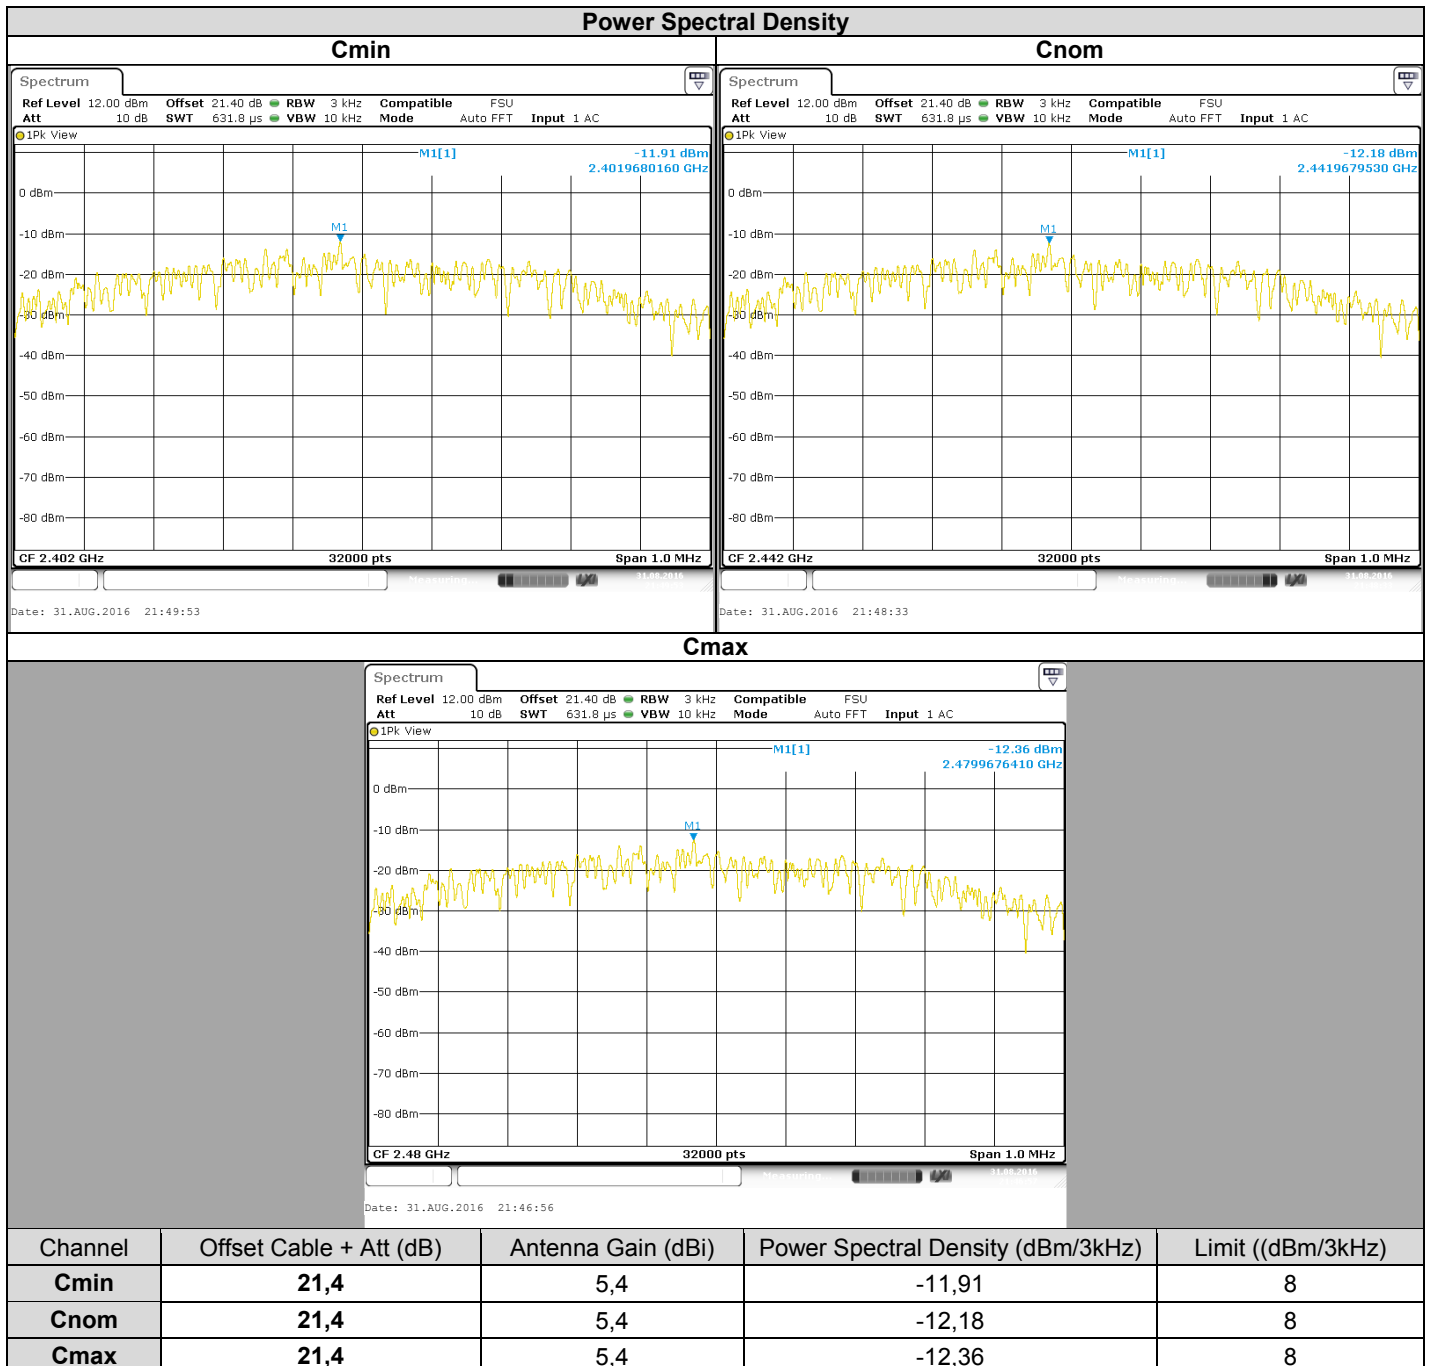 Power Spectral Density
Cmin
Cnom
Spectrum
Ref Level 12.00 dBm Offset 21.40 dB RBW 3 kHz Compatible FSU
Att 10 dB SWT 631.8 µs VBW 10 kHz Mode Auto FFT Input 1 AC
1Pk View
M1[1] -11.91 dBm
2.4019680160 GHz
0 dBm
M1
-10 dBm
-20 dBm
-30 dBm
-40 dBm
-50 dBm
-60 dBm
-70 dBm
-80 dBm
CF 2.402 GHz 32000 pts Span 1.0 MHz
Measuring... 31.08.2016
Date: 31.AUG.2016 21:49:53
Spectrum
Ref Level 12.00 dBm Offset 21.40 dB RBW 3 kHz Compatible FSU
Att 10 dB SWT 631.8 µs VBW 10 kHz Mode Auto FFT Input 1 AC
1Pk View
M1[1] -12.18 dBm
2.4419679530 GHz
0 dBm
M1
-10 dBm
-20 dBm
-30 dBm
-40 dBm
-50 dBm
-60 dBm
-70 dBm
-80 dBm
CF 2.442 GHz 32000 pts Span 1.0 MHz
Measuring... 31.08.2016
Date: 31.AUG.2016 21:48:33
Cmax
Spectrum
Ref Level 12.00 dBm Offset 21.40 dB RBW 3 kHz Compatible FSU
Att 10 dB SWT 631.8 µs VBW 10 kHz Mode Auto FFT Input 1 AC
1Pk View
M1[1] -12.36 dBm
2.4799676410 GHz
0 dBm
M1
-10 dBm
-20 dBm
-30 dBm
-40 dBm
-50 dBm
-60 dBm
-70 dBm
-80 dBm
CF 2.48 GHz 32000 pts Span 1.0 MHz
Measuring... 31.08.2016
Date: 31.AUG.2016 21:46:56
Channel Offset Cable + Att (dB) Antenna Gain (dBi) Power Spectral Density (dBm/3kHz) Limit ((dBm/3kHz)
Cmin 21,4 5,4 -11,91 8
Cnom 21,4 5,4 -12,18 8
Cmax 21,4 5,4 -12,36 8